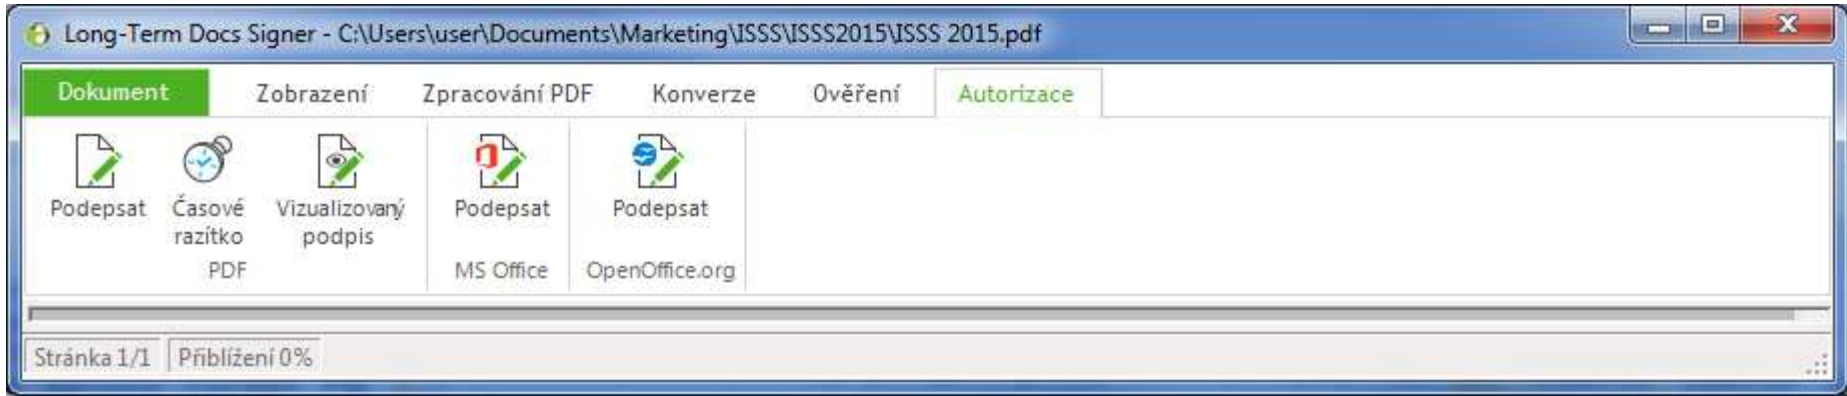 Long-Term Docs Signer - C:\Users\user\Documents\Marketing\ISSS\ISSS2015\ISSS 2015.pdf
Dokument Zobrazení Zpracování PDF Konverze Ověření Autorizace
Podepsat Časové Vizualizovaný Podepsat Podepsat
razítko podpis
PDF MS Office OpenOffice.org
Stránka 1/1 Přiblížení 0%